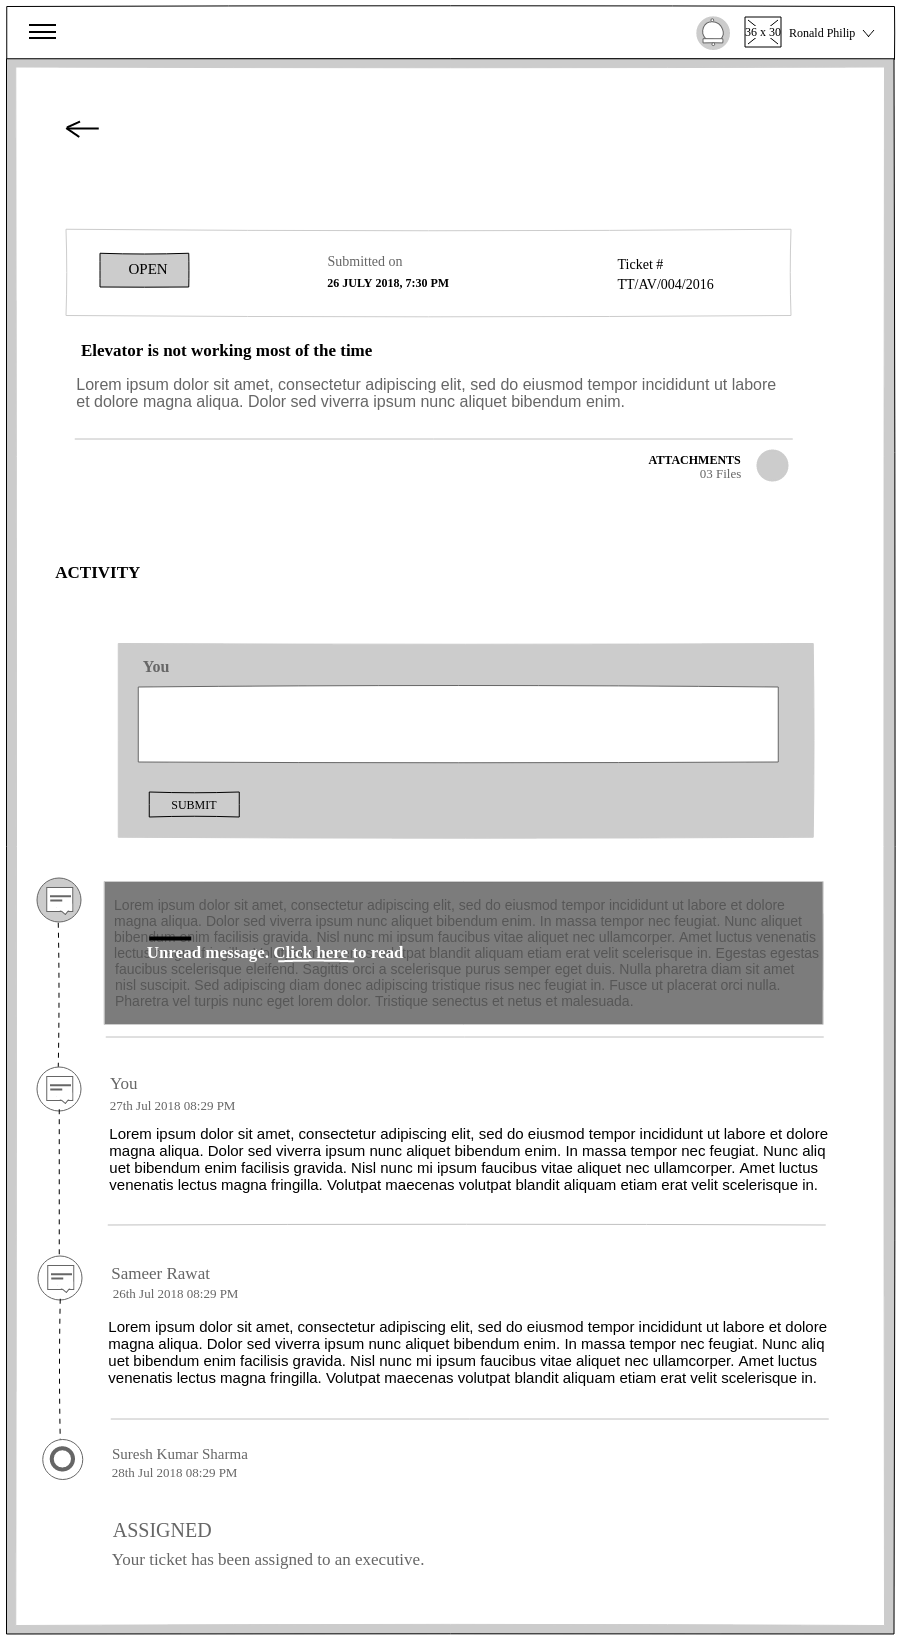 36 x 30 Ronald Philip
OPEN
Submitted on
26 JULY 2018, 7:30 PM
Ticket #
TT/AV/004/2016
Elevator is not working most of the time
Lorem ipsum dolor sit amet, consectetur adipiscing elit, sed do eiusmod tempor incididunt ut labore
et dolore magna aliqua. Dolor sed viverra ipsum nunc aliquet bibendum enim.
ATTACHMENTS
03 Files
ACTIVITY
You
SUBMIT
Lorem ipsum dolor sit amet, consectetur adipiscing elit, sed do eiusmod tempor incididunt ut labore et dolore
magna aliqua. Dolor sed viverra ipsum nunc aliquet bibendum enim. In massa tempor nec feugiat. Nunc aliquet
bibendum enim facilisis gravida. Nisl nunc mi ipsum faucibus vitae aliquet nec ullamcorper. Amet luctus venenatis
blandit aliquam etiam erat velit scelerisque in. Egestas egestas
Unread message. Click here to read
faucibus scelerisque eleifend. Sagittis orci a scelerisque purus semper eget duis. Nulla pharetra diam sit amet
nisl suscipit. Sed adipiscing diam donec adipiscing tristique risus nec feugiat in. Fusce ut placerat orci nulla.
Pharetra vel turpis nunc eget lorem dolor. Tristique senectus et netus et malesuada.
You
27th Jul 2018 08:29 PM
Lorem ipsum dolor sit amet, consectetur adipiscing elit, sed do eiusmod tempor incididunt ut labore et dolore
magna aliqua. Dolor sed viverra ipsum nunc aliquet bibendum enim. In massa tempor nec feugiat. Nunc aliq
uet bibendum enim facilisis gravida. Nisl nunc mi ipsum faucibus vitae aliquet nec ullamcorper. Amet luctus
venenatis lectus magna fringilla. Volutpat maecenas volutpat blandit aliquam etiam erat velit scelerisque in.
Sameer Rawat
26th Jul 2018 08:29 PM
Lorem ipsum dolor sit amet, consectetur adipiscing elit, sed do eiusmod tempor incididunt ut labore et dolore
magna aliqua. Dolor sed viverra ipsum nunc aliquet bibendum enim. In massa tempor nec feugiat. Nunc aliq
uet bibendum enim facilisis gravida. Nisl nunc mi ipsum faucibus vitae aliquet nec ullamcorper. Amet luctus
venenatis lectus magna fringilla. Volutpat maecenas volutpat blandit aliquam etiam erat velit scelerisque in.
Suresh Kumar Sharma
28th Jul 2018 08:29 PM
ASSIGNED
Your ticket has been assigned to an executive.